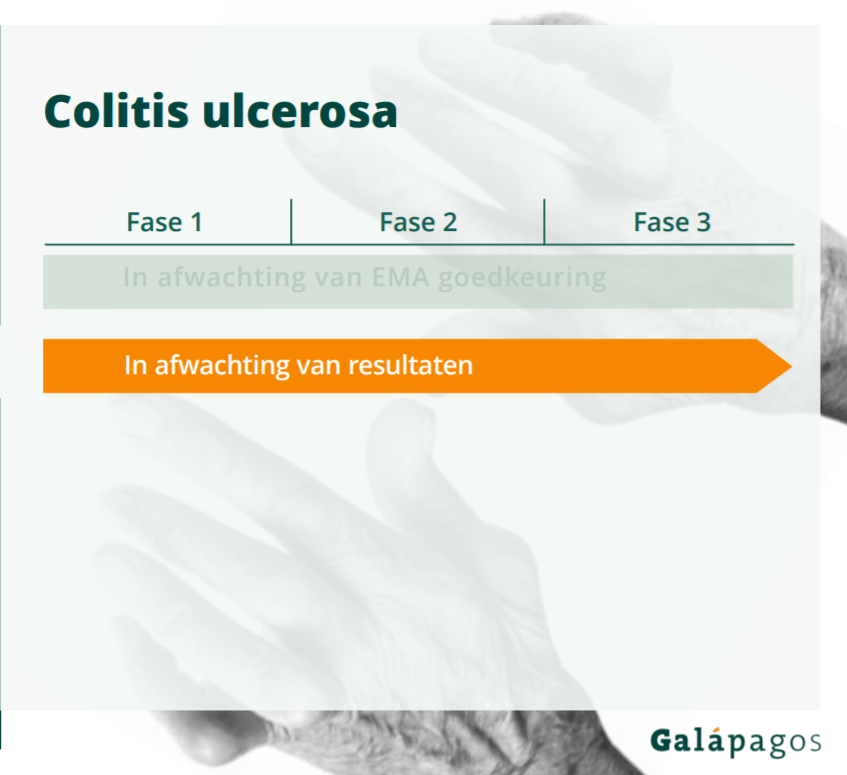 Colitis ulcerosa
Fase 1 Fase 2 Fase 3
In afwachting van EMA goedkeuring
In afwachting van resultaten
Galápagos